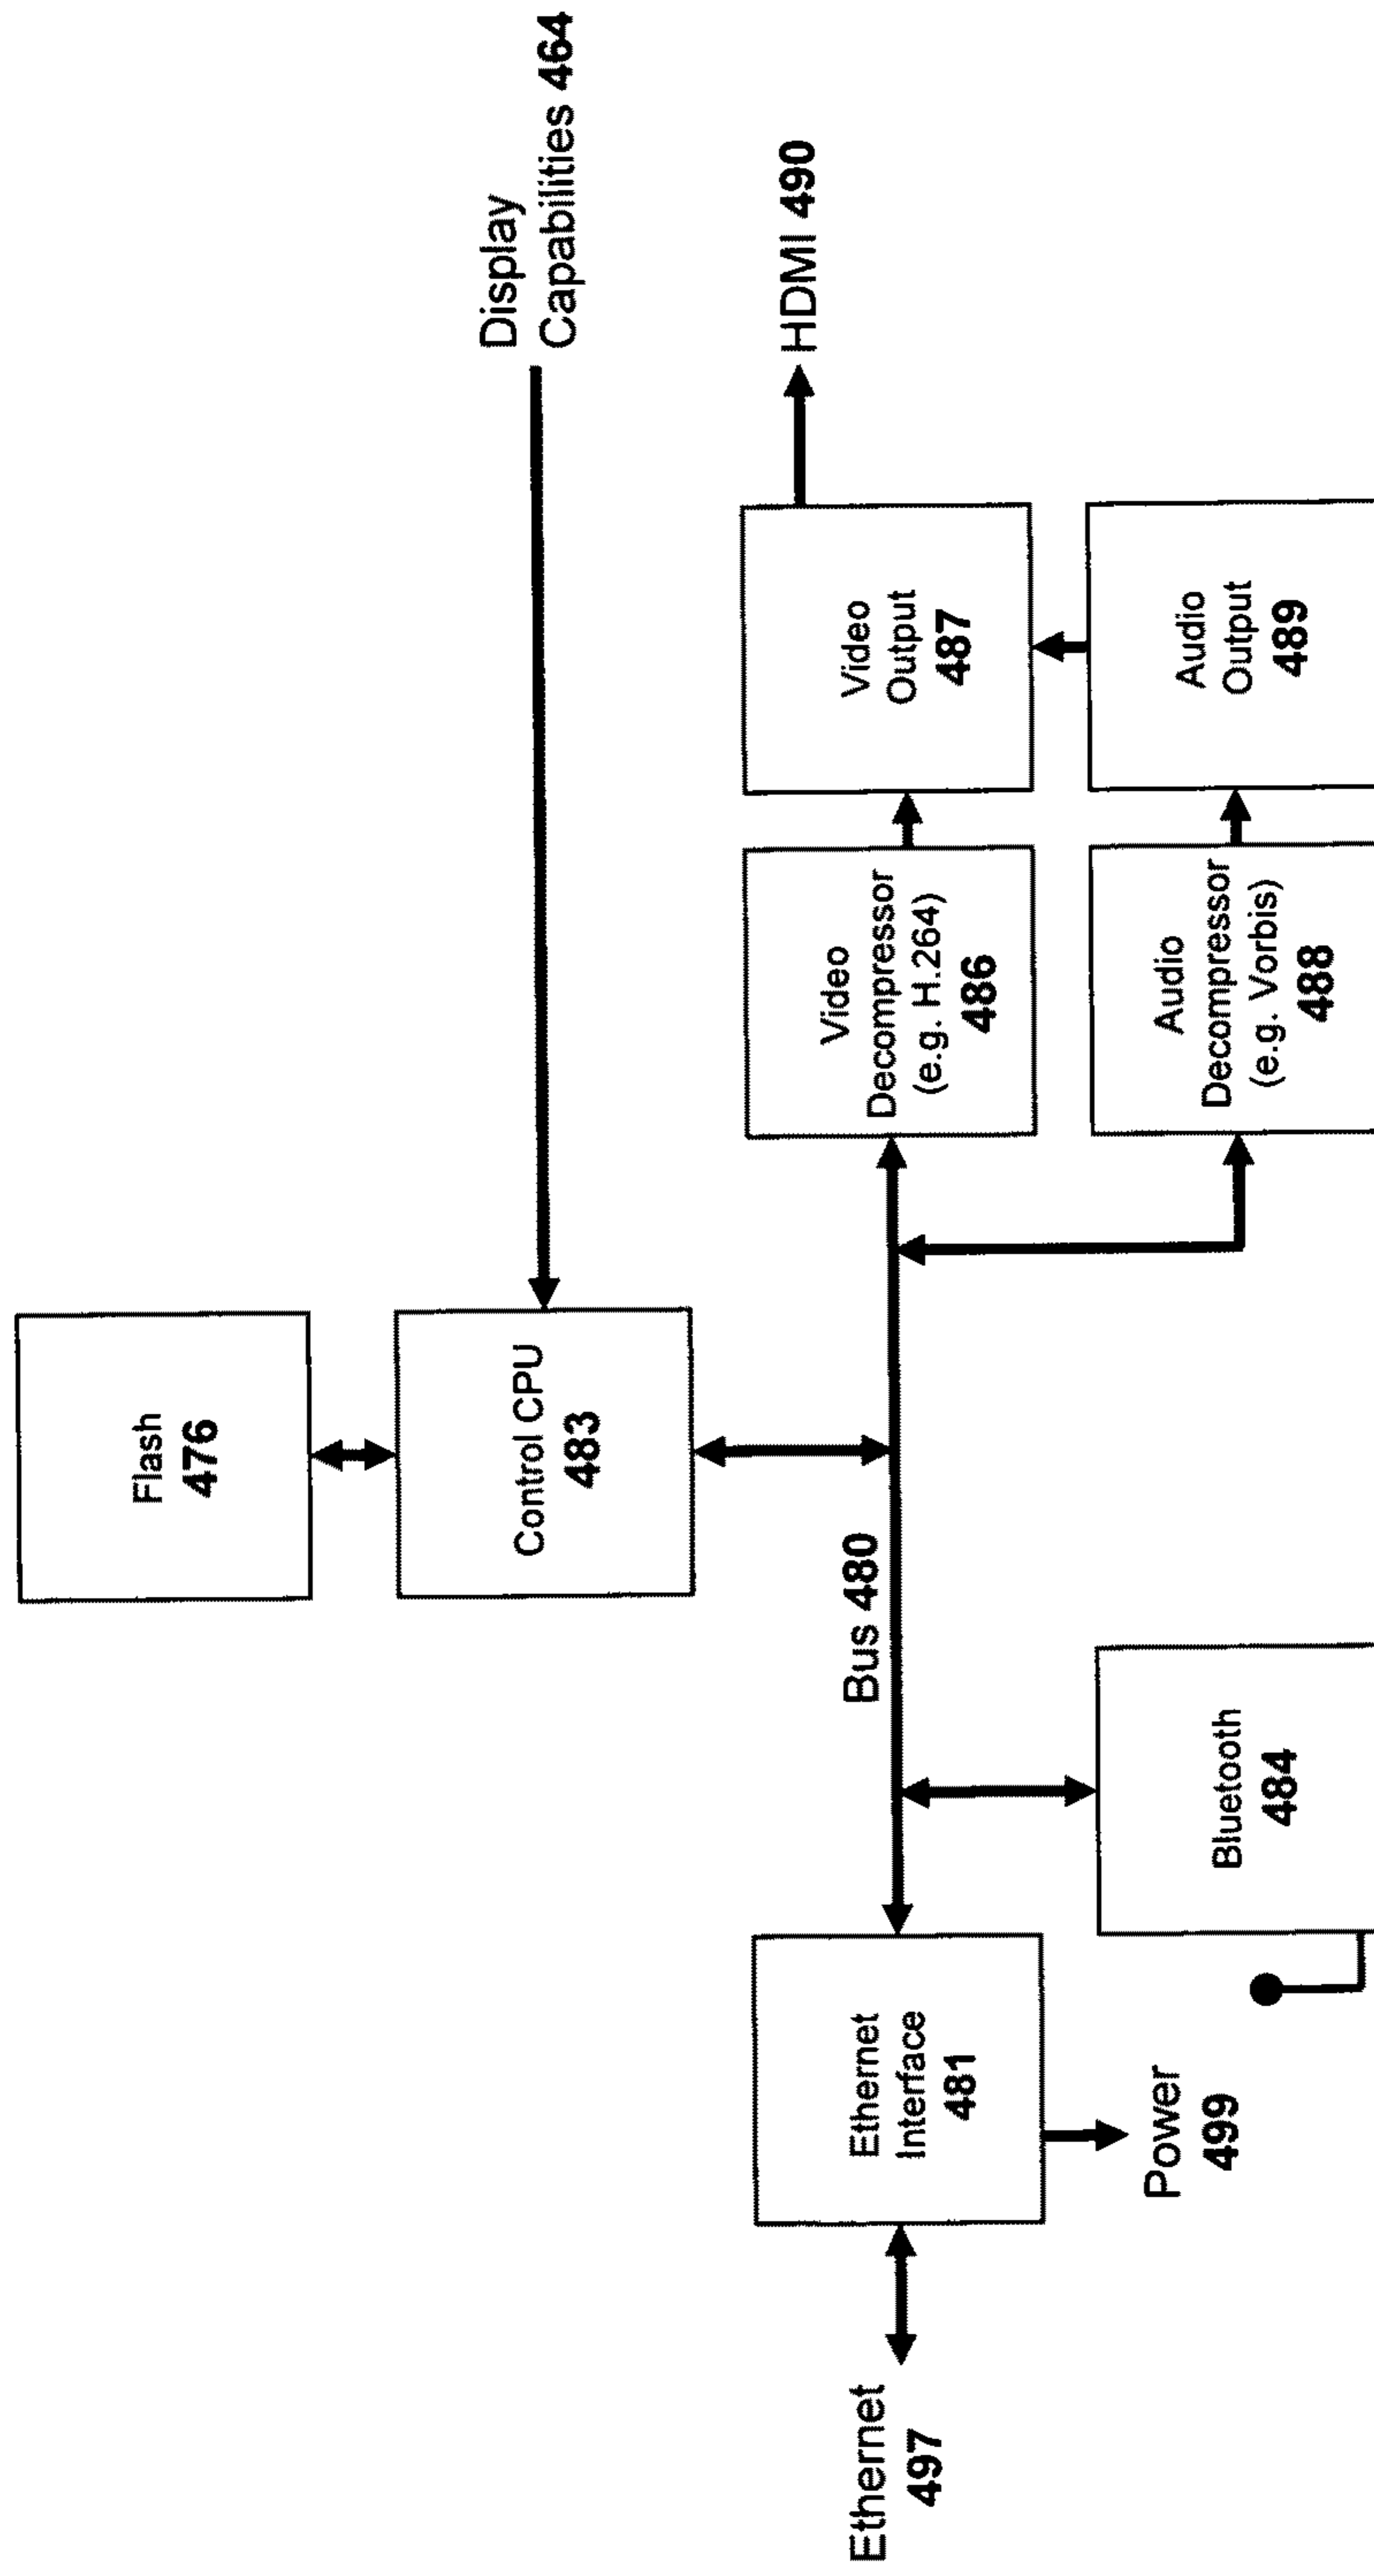 Flash
476
Display
Capabilities 464
Control CPU
483
HDMI 490
Bus 480
Ethernet
497
Ethernet
Interface
481
Video
Decompressor
(e.g. H.264)
486
Video
Output
487
Power
499
Bluetooth
484
Audio
Decompressor
(e.g. Vorbis)
488
Audio
Output
489